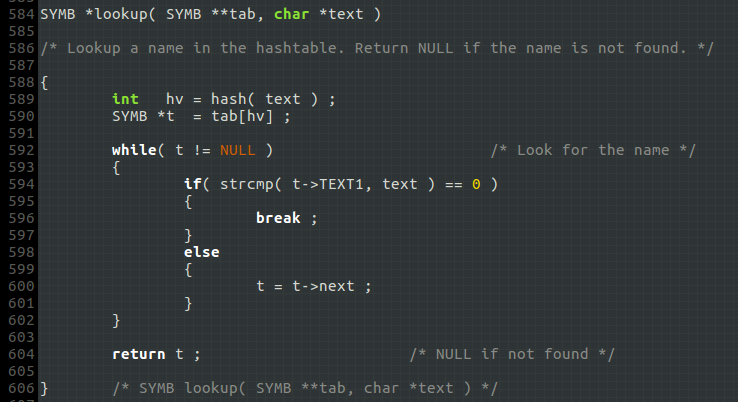 584 SYMB *lookup( SYMB **tab, char *text )
585
586 /* Lookup a name in the hashtable. Return NULL if the name is not found. */
587
588 {
589         int   hv = hash( text ) ;
590         SYMB *t  = tab[hv] ;
591
592         while( t != NULL )                        /* Look for the name */
593         {
594                 if( strcmp( t->TEXT1, text ) == 0 )
595                 {
596                         break ;
597                 }
598                 else
599                 {
600                         t = t->next ;
601                 }
602         }
603
604         return t ;                       /* NULL if not found */
605
606 }       /* SYMB lookup( SYMB **tab, char *text ) */